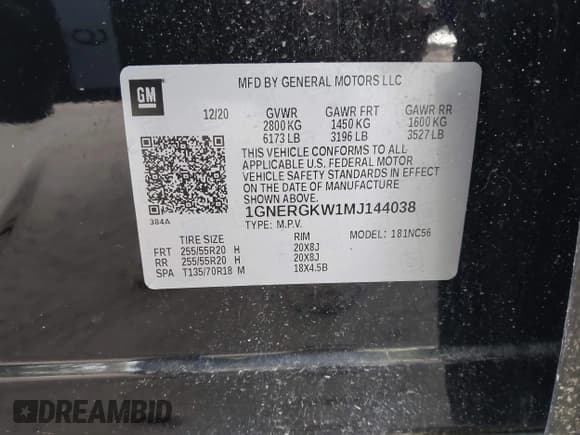 GM
MFD BY GENERAL MOTORS LLC
12/20 GVWR GAWR FRT GAWR RR
2800 KG 1450 KG 1600 KG
6173 LB 3196 LB 3527 LB
THIS VEHICLE CONFORMS TO ALL
APPLICABLE U.S. FEDERAL MOTOR
VEHICLE SAFETY STANDARDS IN EFFECT
ON THE DATE OF MANUFACTURE
SHOWN ABOVE.
384A
1GNERGKW1MJ144038
TYPE: M.P.V. MODEL: 181NC56
TIRE SIZE RIM
FRT 255/55R20 H 20X8J
RR 255/55R20 H 20X8J
SPA T135/70R18 M 18X4.5B
DREAMBID